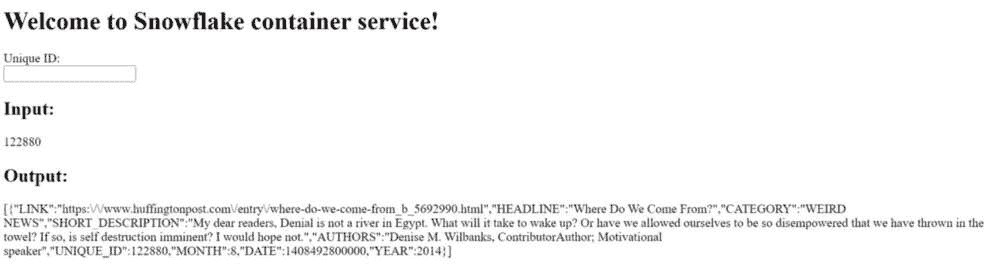 Welcome to Snowflake container service!
Unique ID:
Input:
122880
Output:
[{"LINK":"https:\/\/www.huffingtonpost.com\/entry\/where-do-we-come-from_b_5692990.html","HEADLINE":"Where Do We Come From?","CATEGORY":"WEIRD
NEWS","SHORT_DESCRIPTION":"My dear readers, Denial is not a river in Egypt. What will it take to wake up? Or have we allowed ourselves to be so disempowered that we have thrown in the
towel? If so, is self destruction imminent? I would hope not.","AUTHORS":"Denise M. Wilbanks, ContributorAuthor; Motivational
speaker","UNIQUE_ID":122880,"MONTH":8,"DATE":1408492800000,"YEAR":2014}]